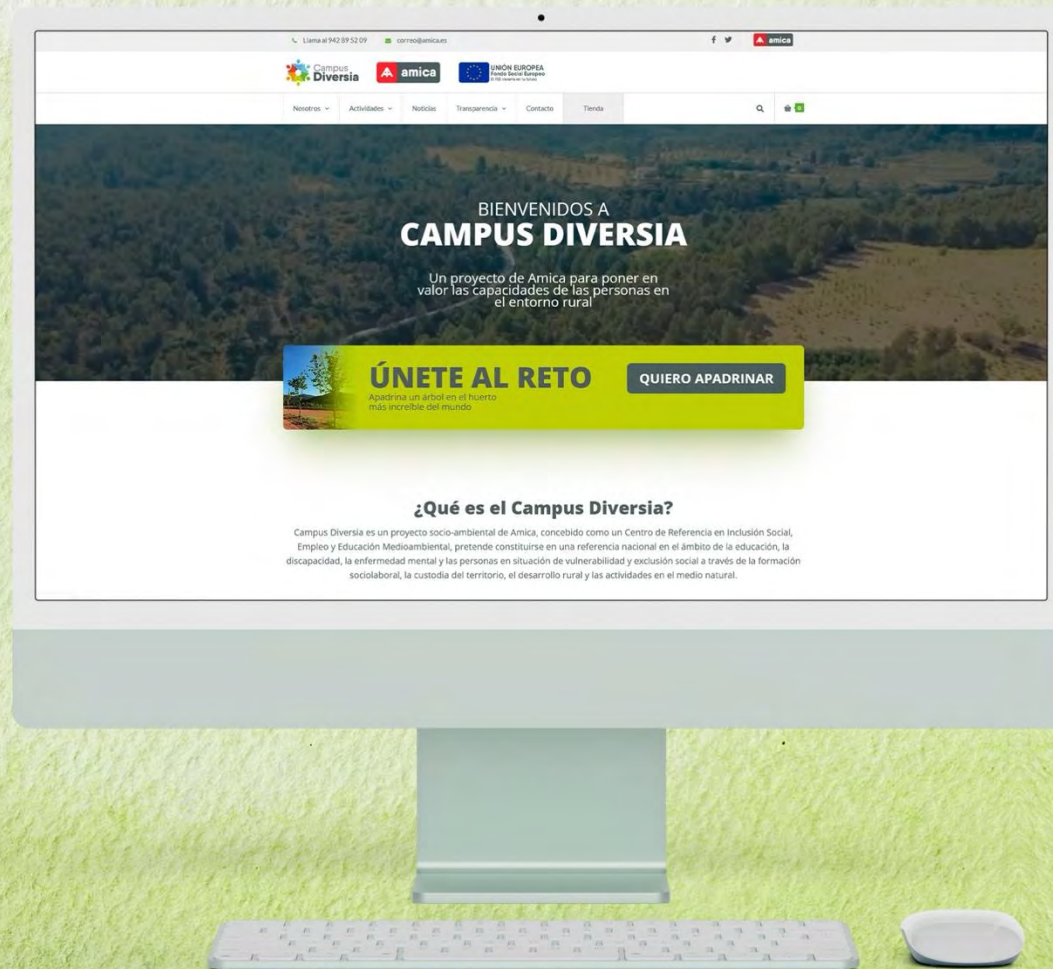 Llama al 942 89 52 09 correo@amica.es amica
Campus
Diversia
amica
UNIÓN EUROPEA
Fondo Social Europeo
Nosotros Actividades Noticias Transparencia Contacto Tienda 0
BIENVENIDOS A
CAMPUS DIVERSIA
Un proyecto de Amica para poner en
valor las capacidades de las personas en
el entorno rural
ÚNETE AL RETO
Apadrina un árbol en el huerto
más increíble del mundo
QUIERO APADRINAR
¿Qué es el Campus Diversia?
Campus Diversia es un proyecto socio-ambiental de Amica, concebido como un Centro de Referencia en Inclusión Social,
Empleo y Educación Medioambiental, pretende constituirse en una referencia nacional en el ámbito de la educación, la
discapacidad, la enfermedad mental y las personas en situación de vulnerabilidad y exclusión social a través de la formación
sociolaboral, la custodia del territorio, el desarrollo rural y las actividades en el medio natural.